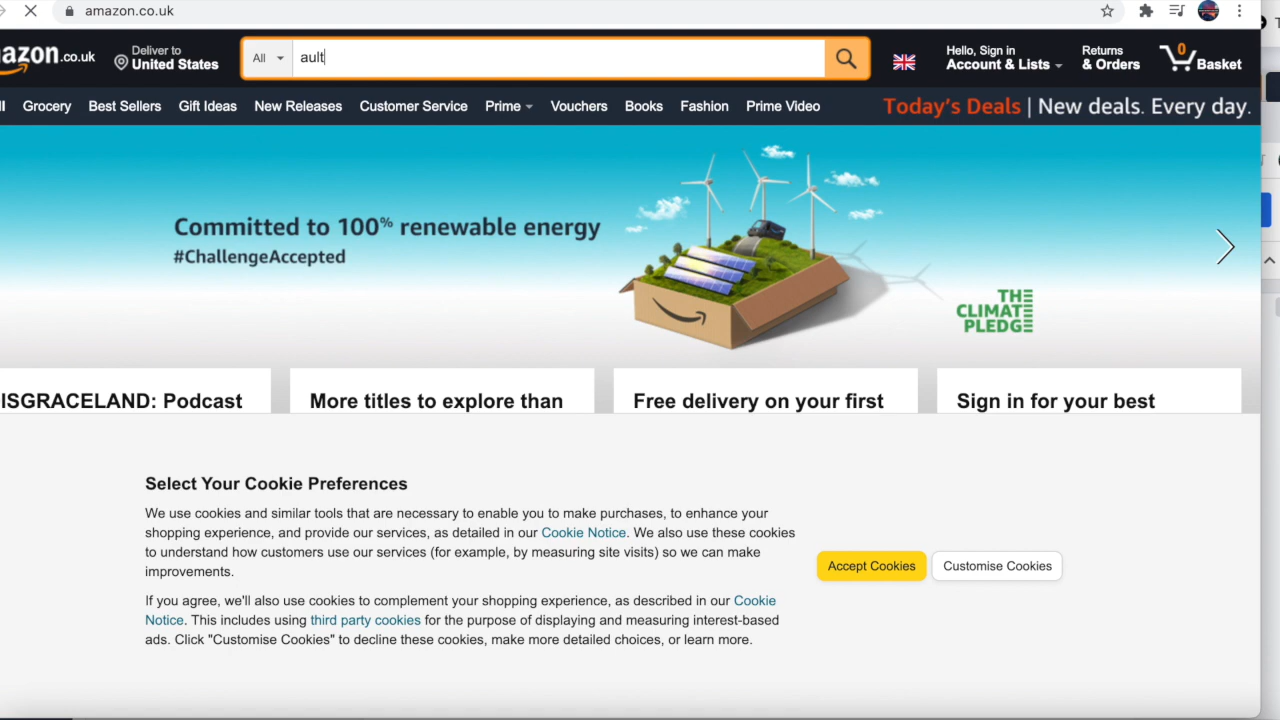 amazon.co.uk
azon.co.uk
Deliver to
United States
All
ault
Hello, Sign in
Account & Lists
Returns
& Orders
0
Basket
ll Grocery Best Sellers Gift Ideas New Releases Customer Service Prime Vouchers Books Fashion Prime Video Today's Deals | New deals. Every day.
Committed to 100% renewable energy
#ChallengeAccepted
THE
CLIMATE
PLEDGE
ISGRACELAND: Podcast
More titles to explore than
Free delivery on your first
Sign in for your best
Select Your Cookie Preferences
We use cookies and similar tools that are necessary to enable you to make purchases, to enhance your
shopping experience, and provide our services, as detailed in our Cookie Notice. We also use these cookies
to understand how customers use our services (for example, by measuring site visits) so we can make
improvements.
If you agree, we'll also use cookies to complement your shopping experience, as described in our Cookie
Notice. This includes using third party cookies for the purpose of displaying and measuring interest-based
ads. Click "Customise Cookies" to decline these cookies, make more detailed choices, or learn more.
Accept Cookies
Customise Cookies